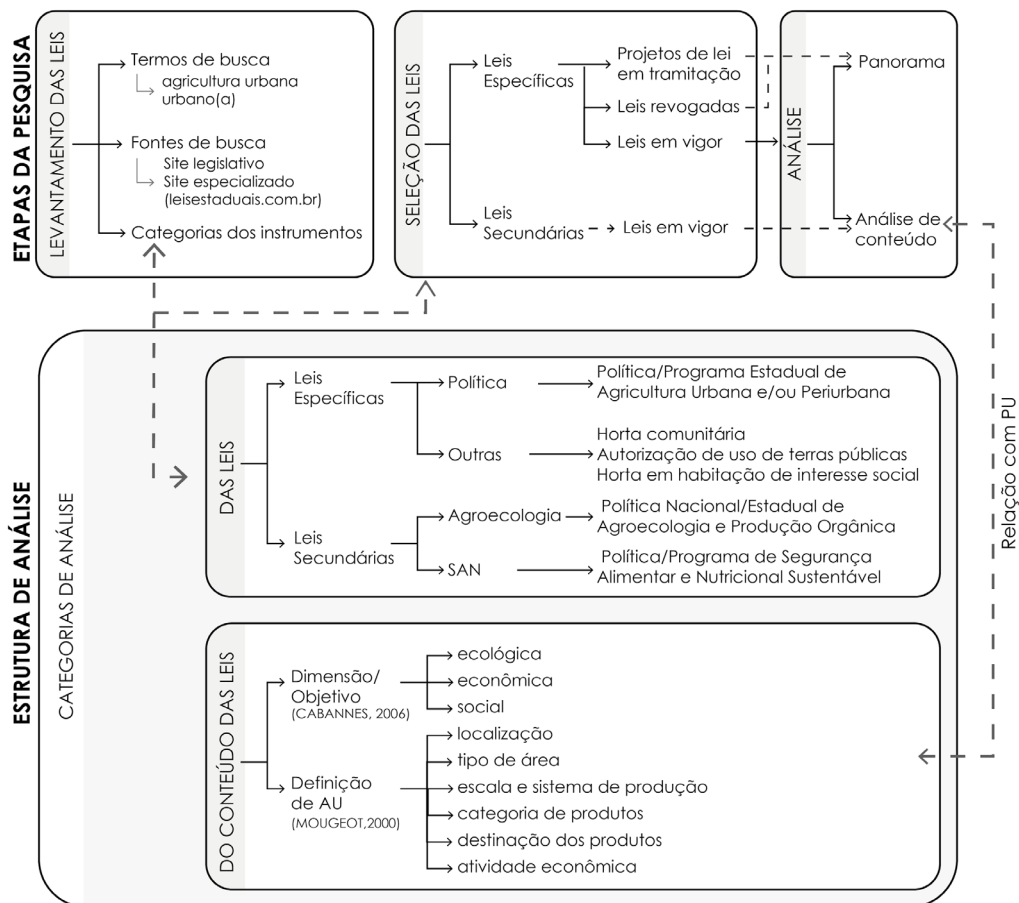 ETAPAS DA PESQUISA
LEVANTAMENTO DAS LEIS
Termos de busca
agricultura urbana
urbano(a)
Fontes de busca
Site legislativo
Site especializado
(leisestaduais.com.br)
Categorias dos instrumentos
SELEÇÃO DAS LEIS
Leis
Específicas
Projetos de lei
em tramitação
Leis revogadas
Leis em vigor
Leis
Secundárias
Leis em vigor
ANÁLISE
Panorama
Análise de
conteúdo
Relação com PU
ESTRUTURA DE ANÁLISE
CATEGORIAS DE ANÁLISE
DAS LEIS
Leis
Específicas
Política
Política/Programa Estadual de
Agricultura Urbana e/ou Periurbana
Outras
Horta comunitária
Autorização de uso de terras públicas
Horta em habitação de interesse social
Leis
Secundárias
Agroecologia
Política Nacional/Estadual de
Agroecologia e Produção Orgânica
SAN
Política/Programa de Segurança
Alimentar e Nutricional Sustentável
DO CONTEÚDO DAS LEIS
Dimensão/
Objetivo
(CABANNES, 2006)
ecológica
econômica
social
Definição
de AU
(MOUGEOT,2000)
localização
tipo de área
escala e sistema de produção
categoria de produtos
destinação dos produtos
atividade econômica